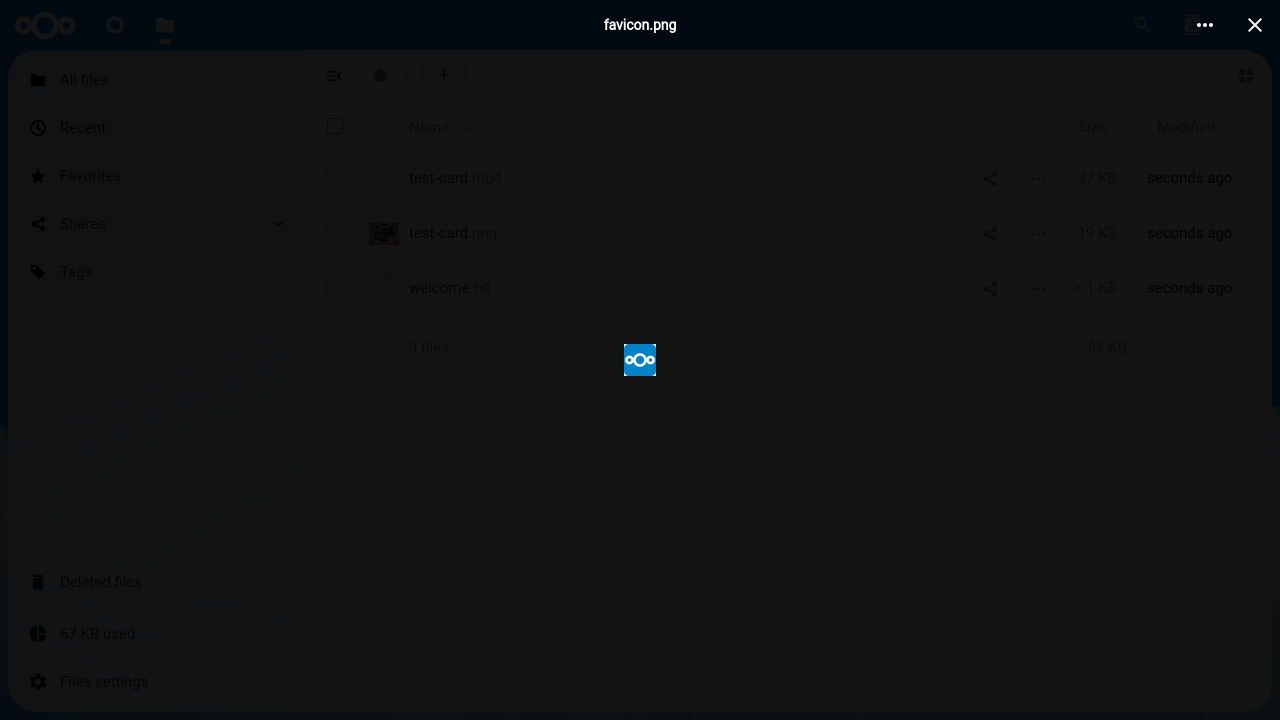 favicon.png
All files
Recent
Favorites
Shares
Tags
Name
Size
Modified
test-card.mp4
47 KB
seconds ago
test-card.png
19 KB
seconds ago
welcome.txt
< 1 KB
seconds ago
3 files
67 KB
Deleted files
67 KB used
Files settings